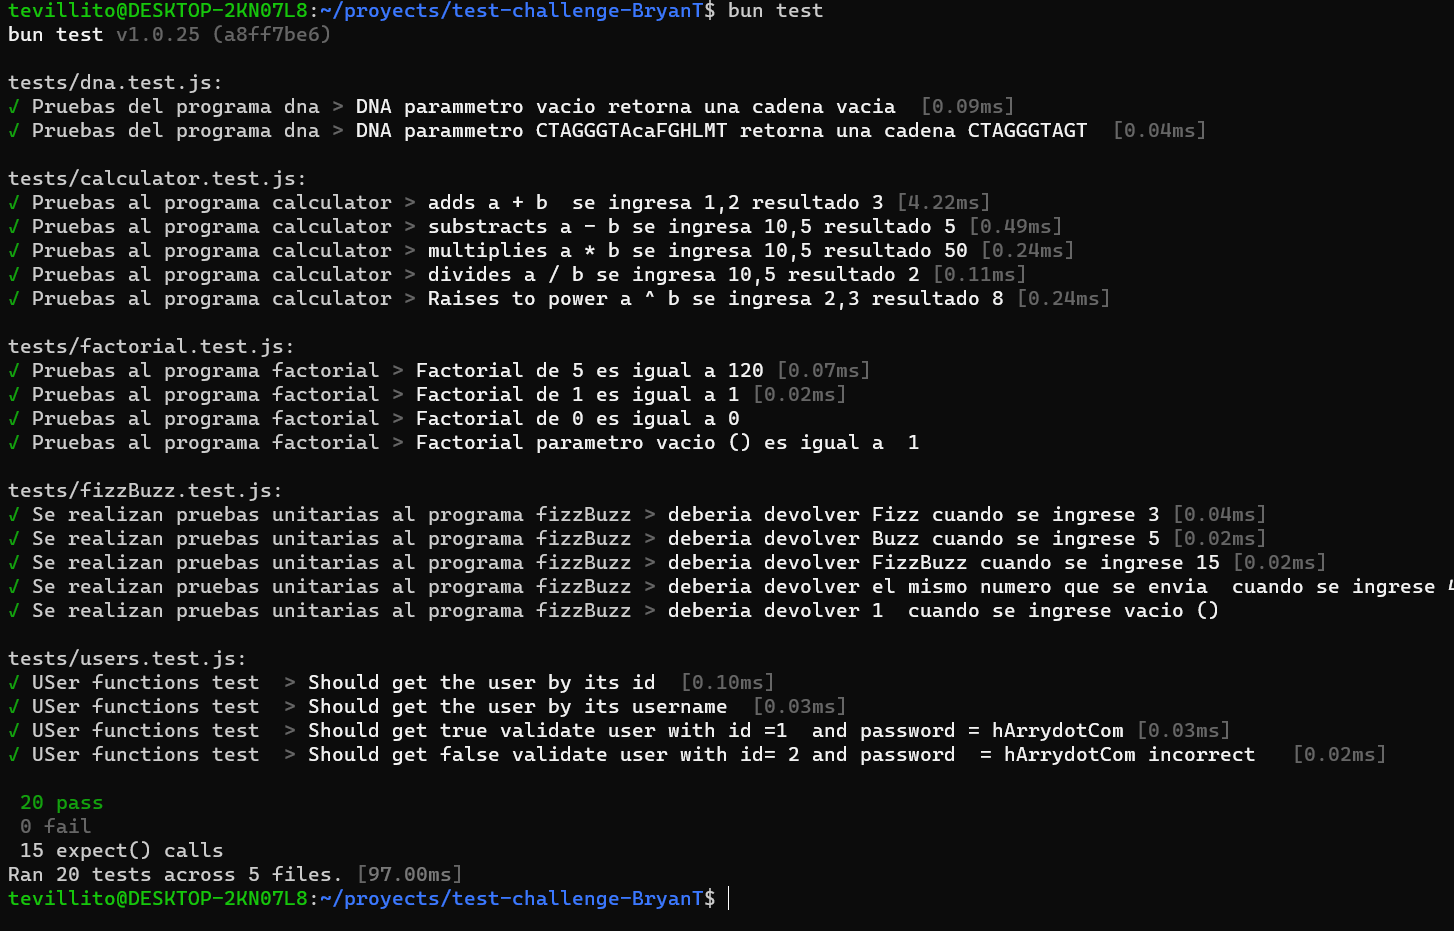 tevillito@DESKTOP-2KN07L8:~/proyects/test-challenge-BryanT$ bun test
bun test v1.0.25 (a8ff7be6)
tests/dna.test.js:
✓ Pruebas del programa dna > DNA parammetro vacio retorna una cadena vacia  [0.09ms]
✓ Pruebas del programa dna > DNA parammetro CTAGGGTAcaFGHLMT retorna una cadena CTAGGGTAGT  [0.04ms]
tests/calculator.test.js:
✓ Pruebas al programa calculator > adds a + b  se ingresa 1,2 resultado 3 [4.22ms]
✓ Pruebas al programa calculator > substracts a - b se ingresa 10,5 resultado 5 [0.49ms]
✓ Pruebas al programa calculator > multiplies a * b se ingresa 10,5 resultado 50 [0.24ms]
✓ Pruebas al programa calculator > divides a / b se ingresa 10,5 resultado 2 [0.11ms]
✓ Pruebas al programa calculator > Raises to power a ^ b se ingresa 2,3 resultado 8 [0.24ms]
tests/factorial.test.js:
✓ Pruebas al programa factorial > Factorial de 5 es igual a 120 [0.07ms]
✓ Pruebas al programa factorial > Factorial de 1 es igual a 1 [0.02ms]
✓ Pruebas al programa factorial > Factorial de 0 es igual a 0
✓ Pruebas al programa factorial > Factorial parametro vacio () es igual a  1
tests/fizzBuzz.test.js:
✓ Se realizan pruebas unitarias al programa fizzBuzz > deberia devolver Fizz cuando se ingrese 3 [0.04ms]
✓ Se realizan pruebas unitarias al programa fizzBuzz > deberia devolver Buzz cuando se ingrese 5 [0.02ms]
✓ Se realizan pruebas unitarias al programa fizzBuzz > deberia devolver FizzBuzz cuando se ingrese 15 [0.02ms]
✓ Se realizan pruebas unitarias al programa fizzBuzz > deberia devolver el mismo numero que se envia  cuando se ingrese
✓ Se realizan pruebas unitarias al programa fizzBuzz > deberia devolver 1  cuando se ingrese vacio ()
tests/users.test.js:
✓ USer functions test  > Should get the user by its id  [0.10ms]
✓ USer functions test  > Should get the user by its username  [0.03ms]
✓ USer functions test  > Should get true validate user with id =1  and password = hArrydotCom [0.03ms]
✓ USer functions test  > Should get false validate user with id= 2 and password  = hArrydotCom incorrect   [0.02ms]
20 pass
0 fail
15 expect() calls
Ran 20 tests across 5 files. [97.00ms]
tevillito@DESKTOP-2KN07L8:~/proyects/test-challenge-BryanT$